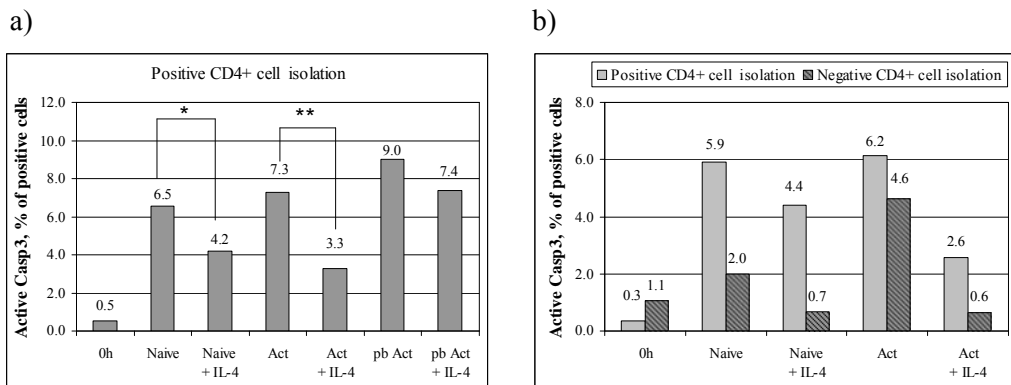 a)
Positive CD4+ cell isolation
Active Casp3, % of positive cells
12.0
10.0
8.0
6.0
4.0
2.0
0.0
*
**
0.5
6.5
4.2
7.3
3.3
9.0
7.4
0h
Naive
Naive
+ IL-4
Act
Act
+ IL-4
pb Act
pb Act
+ IL-4
b)
Positive CD4+ cell isolation
Negative CD4+ cell isolation
Active Casp3, % of positive cells
8.0
6.0
4.0
2.0
0.0
0.3
1.1
5.9
2.0
4.4
0.7
6.2
4.6
2.6
0.6
0h
Naive
Naive
+ IL-4
Act
Act
+ IL-4